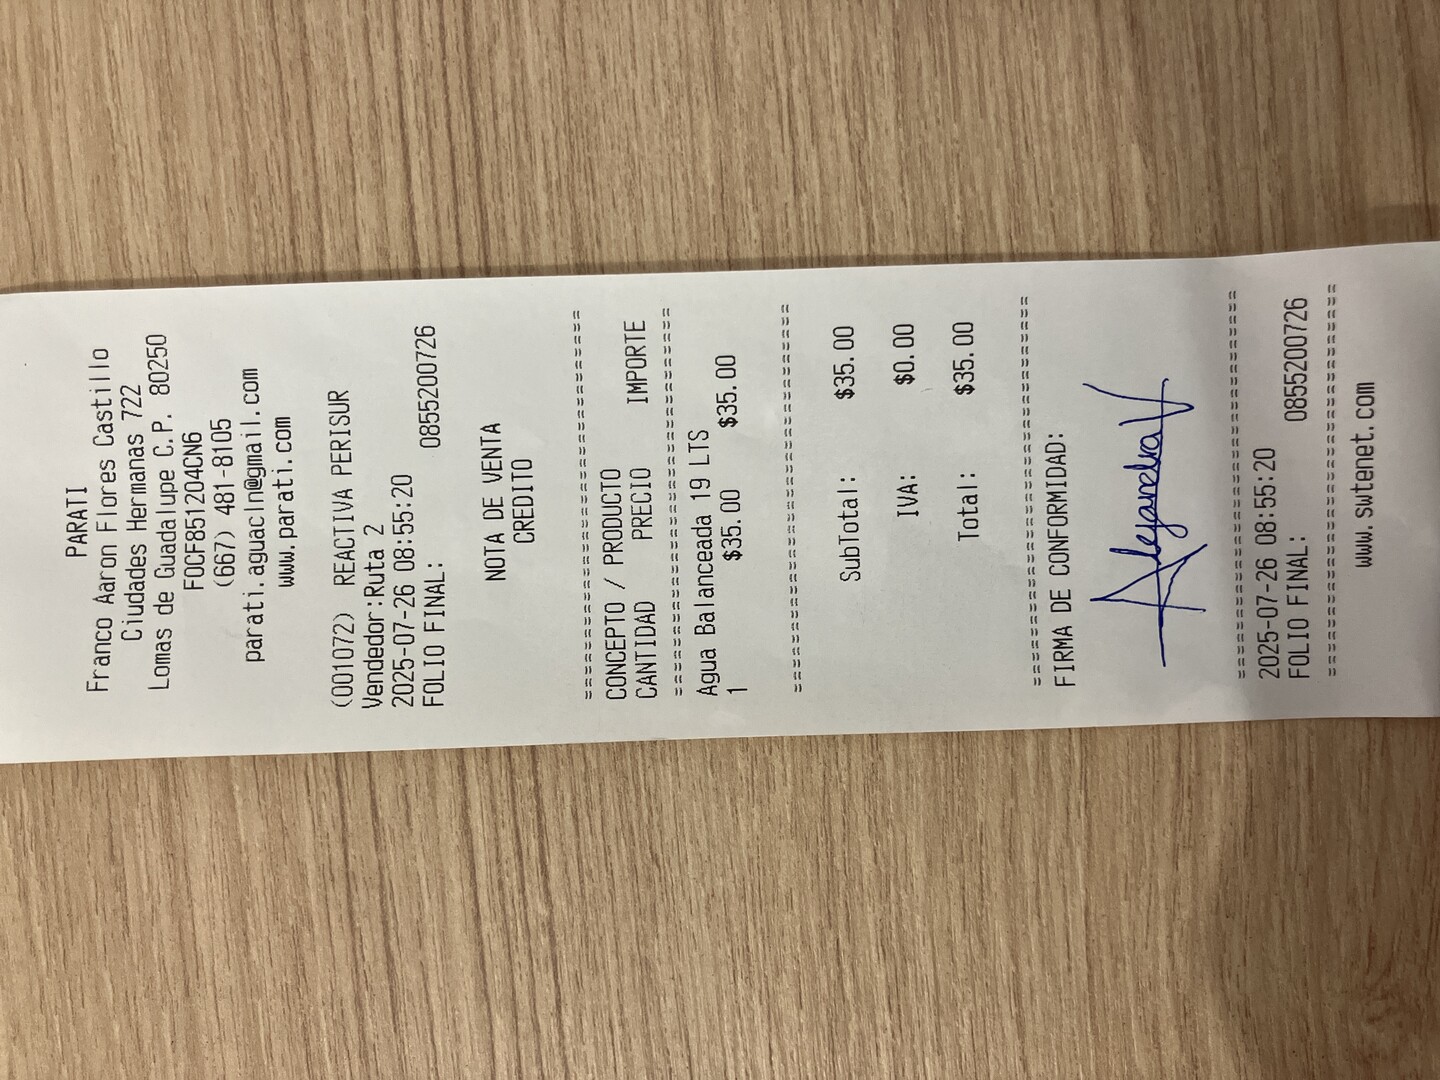 PARATI
Franco Aaron Flores Castillo
Ciudades Hermanas 722
Lomas de Guadalupe C.P. 80250
FOCF851204CN6
(667) 481-8105
parati.aguacln@gmail.com
www.parati.com
(001072) REACTIVA PERISUR
Vendedor:Ruta 2
2025-07-26 08:55:20
FOLIO FINAL: 0855200726
NOTA DE VENTA
CREDITO
==============================
CONCEPTO / PRODUCTO
CANTIDAD PRECIO IMPORTE
==============================
Agua Balanceada 19 LTS
1 $35.00 $35.00
==============================
SubTotal: $35.00
IVA: $0.00
Total: $35.00
==============================
FIRMA DE CONFORMIDAD:
Alejandra V
==============================
2025-07-26 08:55:20
FOLIO FINAL: 0855200726
==============================
www.swtenet.com